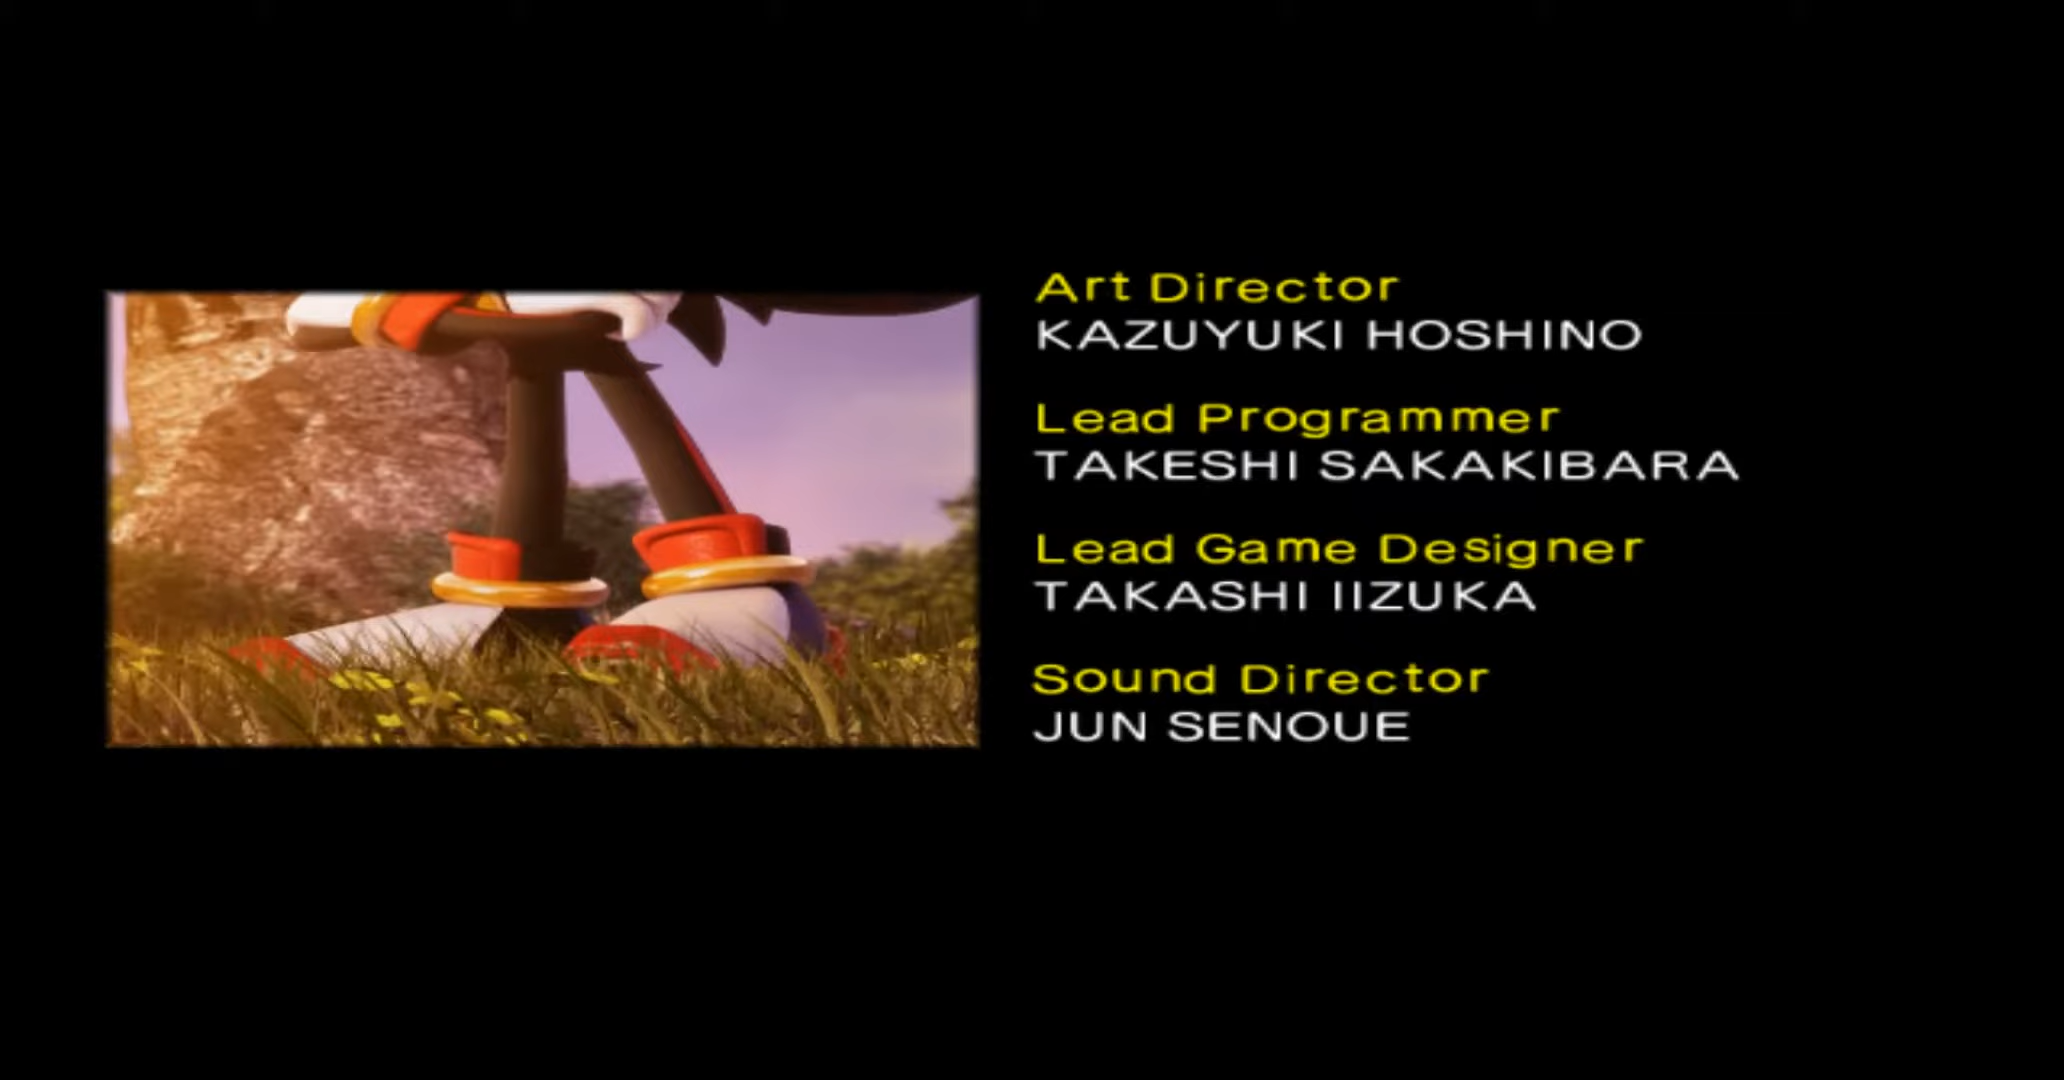 Art Director
KAZUYUKI HOSHINO
Lead Programmer
TAKESHI SAKAKIBARA
Lead Game Designer
TAKASHI IIZUKA
Sound Director
JUN SENOUE